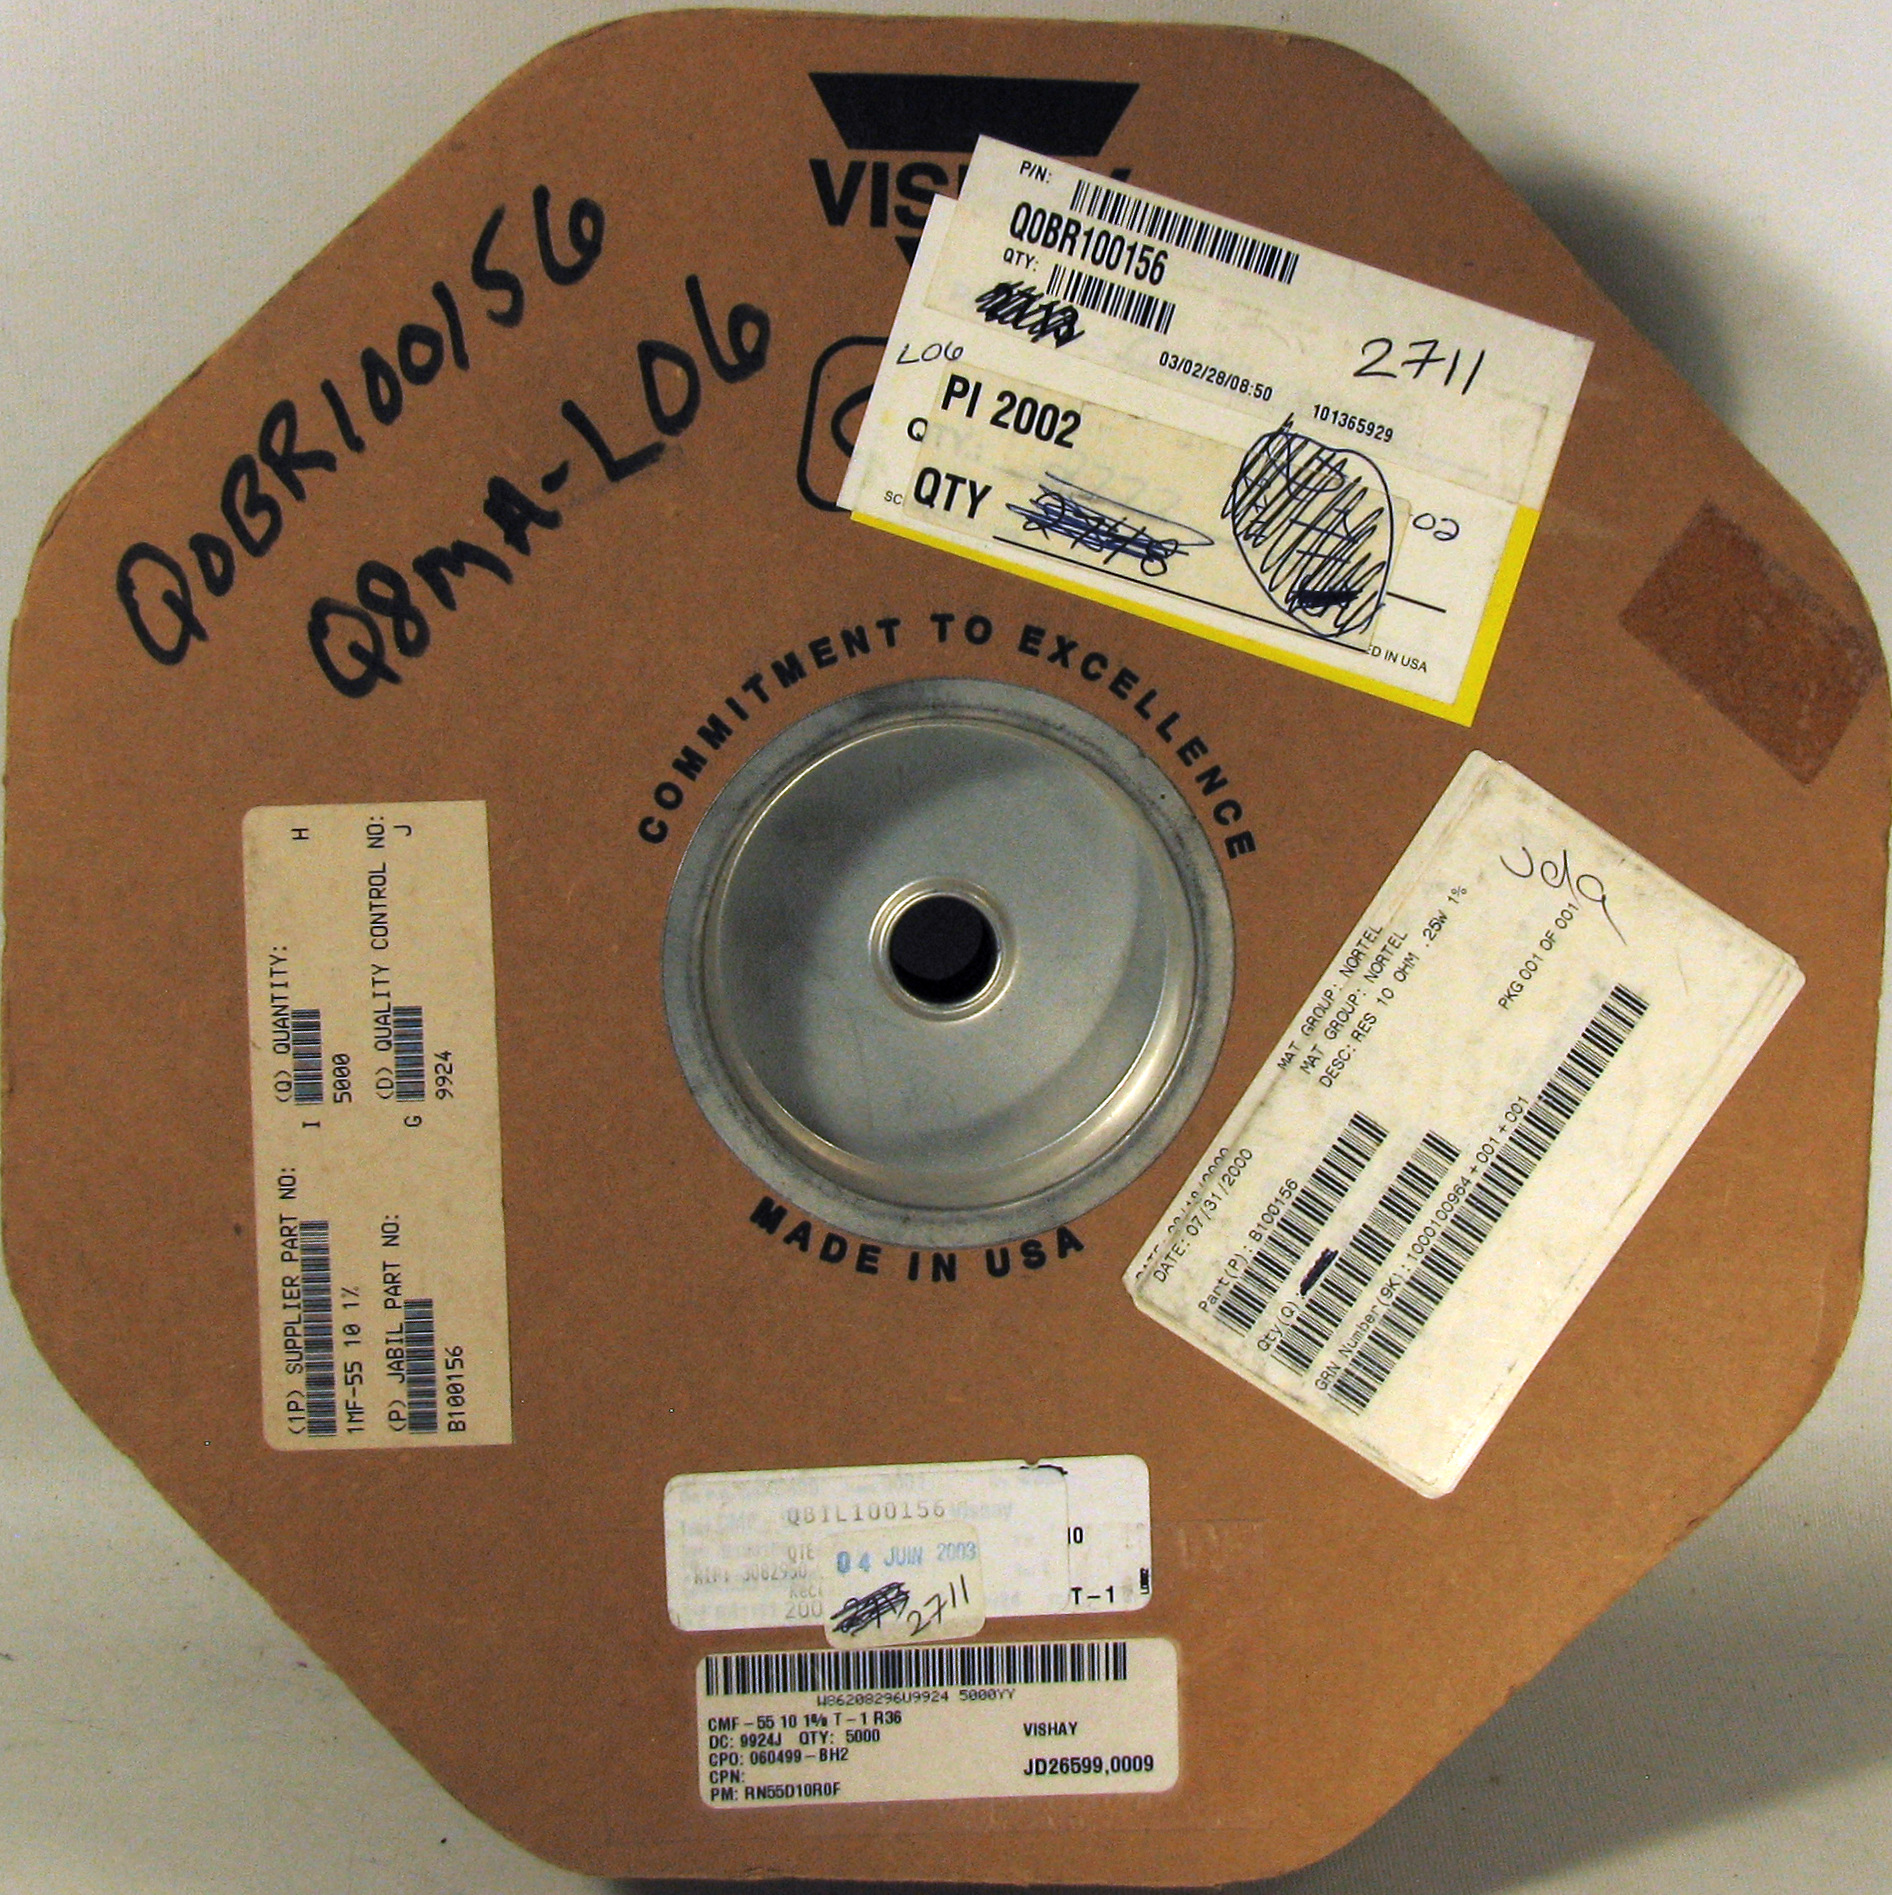 Q0BR100156
Q8MA-L06
P/N:
Q0BR100156
QTY:
L06
03/02/28/08:50
2711
101365929
PI 2002
QTY
02
IN USA
COMMITMENT TO EXCELLENCE
MADE IN USA
(Q) QUANTITY:
H
I
5000
(D) QUALITY CONTROL NO:
J
G
9924
(1P) SUPPLIER PART NO:
1MF-55 10 1%
(P) JABIL PART NO:
B100156
MAT GROUP: NORTEL
MAT GROUP: NORTEL
DESC: RES 10 OHM .25W 1%
PKG 001 OF 001
DATE: 07/31/2000
Part(P): B100156
Qty(Q):
GRN Number(9K): 1000100964+001+001
Vishay
QTE
04 JUIN 2003
200
2711
10
T-1
W86208296U9924 5000YY
CMF-55 10 1% T-1 R36
DC: 9924J QTY: 5000
CPO: 060499-BH2
CPN:
PM: RN55D10R0F
VISHAY
JD26599,0009